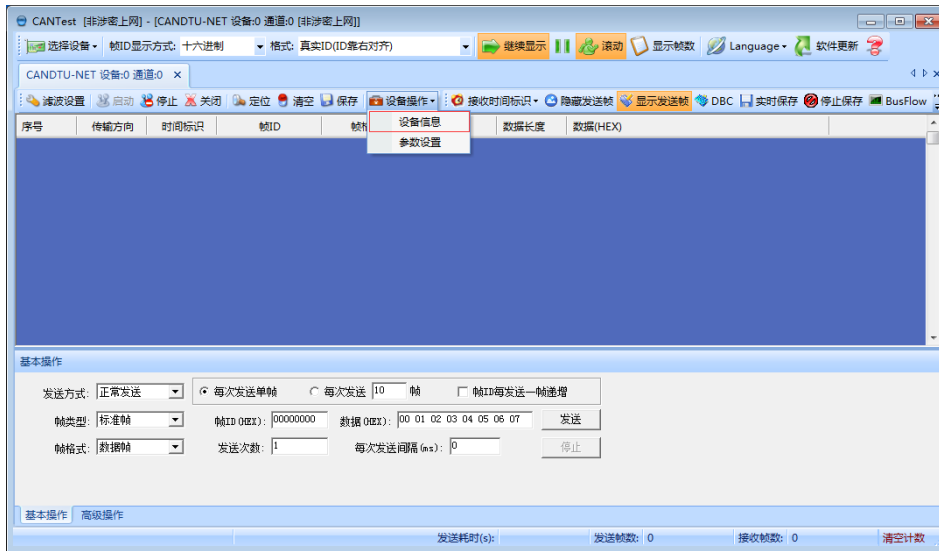 CANTest [非涉密上网] - [CANDTU-NET 设备:0 通道:0 [非涉密上网]]
选择设备 帧ID显示方式: 十六进制 格式: 真实ID(ID靠右对齐) 继续显示 滚动 显示帧数 Language 软件更新
CANDTU-NET 设备:0 通道:0 ×
滤波设置 启动 停止 关闭 定位 清空 保存 设备操作 接收时间标识 隐藏发送帧 显示发送帧 DBC 实时保存 停止保存 BusFlow
序号 传输方向 时间标识 帧ID 数据长度 数据(HEX)
设备信息
参数设置
基本操作
发送方式: 正常发送 每次发送单帧 每次发送 10 帧 帧ID每发送一帧递增
帧类型: 标准帧 帧ID(HEX): 00000000 数据(HEX): 00 01 02 03 04 05 06 07 发送
帧格式: 数据帧 发送次数: 1 每次发送间隔(ms): 0 停止
基本操作 高级操作
发送耗时(s): 发送帧数: 0 接收帧数: 0 清空计数